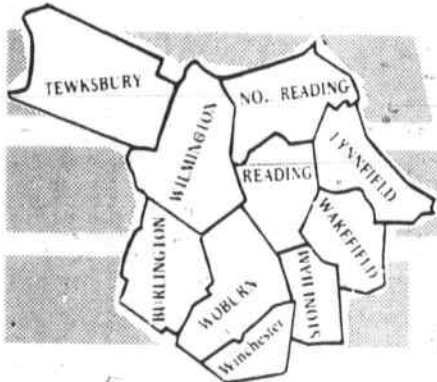 TEWKSBURY
NO. READING
WILMINGTON
READING
LYNNFIELD
WAKEFIELD
BURLINGTON
WOBURN
STONEHAM
Winchester